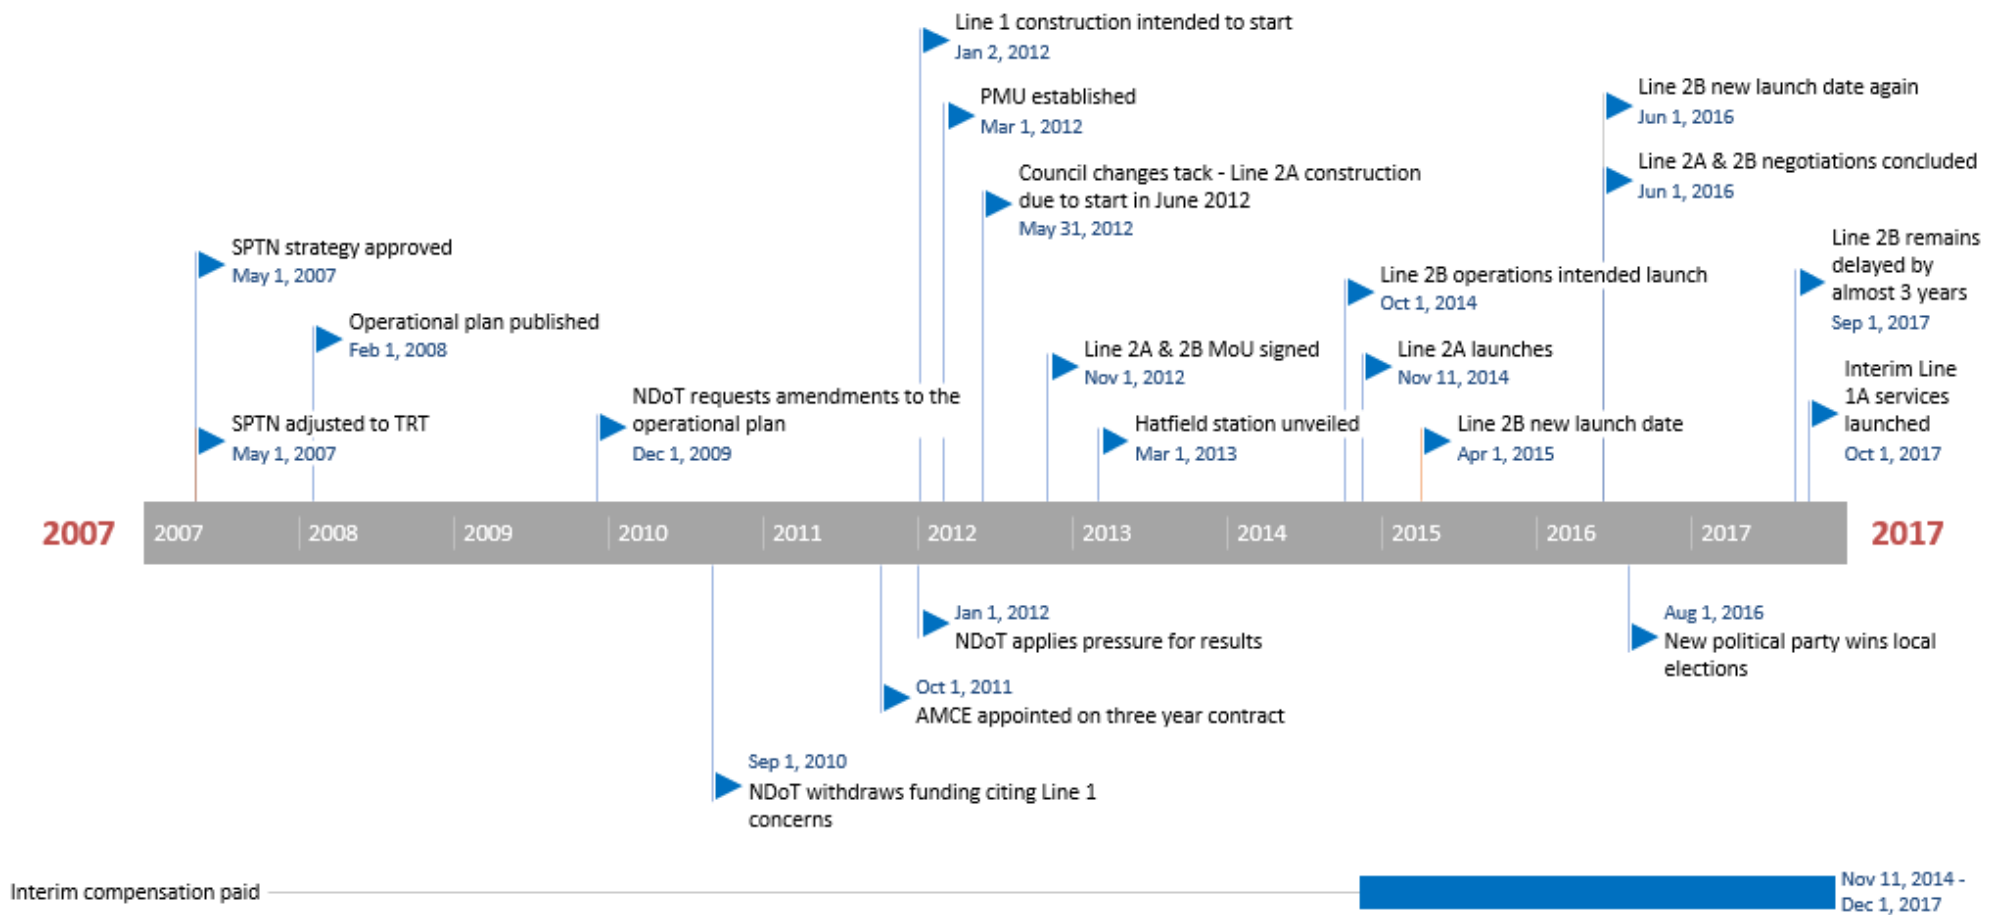 Line 1 construction intended to start
Jan 2, 2012
PMU established
Mar 1, 2012
Line 2B new launch date again
Jun 1, 2016
Council changes tack - Line 2A construction
due to start in June 2012
May 31, 2012
Line 2A & 2B negotiations concluded
Jun 1, 2016
SPTN strategy approved
May 1, 2007
Line 2B operations intended launch
Oct 1, 2014
Line 2B remains
delayed by
almost 3 years
Sep 1, 2017
Operational plan published
Feb 1, 2008
Line 2A & 2B MoU signed
Nov 1, 2012
Line 2A launches
Nov 11, 2014
Interim Line
1A services
launched
Oct 1, 2017
SPTN adjusted to TRT
May 1, 2007
NDoT requests amendments to the
operational plan
Dec 1, 2009
Hatfield station unveiled
Mar 1, 2013
Line 2B new launch date
Apr 1, 2015
2007 2007 2008 2009 2010 2011 2012 2013 2014 2015 2016 2017 2017
Jan 1, 2012
NDoT applies pressure for results
Aug 1, 2016
New political party wins local
elections
Oct 1, 2011
AMCE appointed on three year contract
Sep 1, 2010
NDoT withdraws funding citing Line 1
concerns
Interim compensation paid
Nov 11, 2014 -
Dec 1, 2017